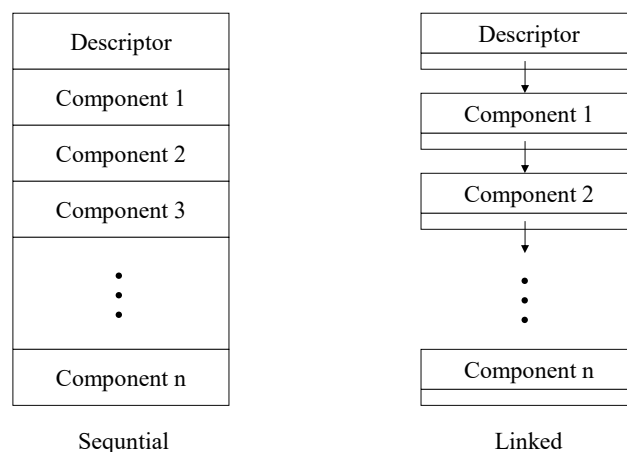 Descriptor
Component 1
Component 2
Component 3
Component n
Sequntial
Descriptor
Component 1
Component 2
Component n
Linked